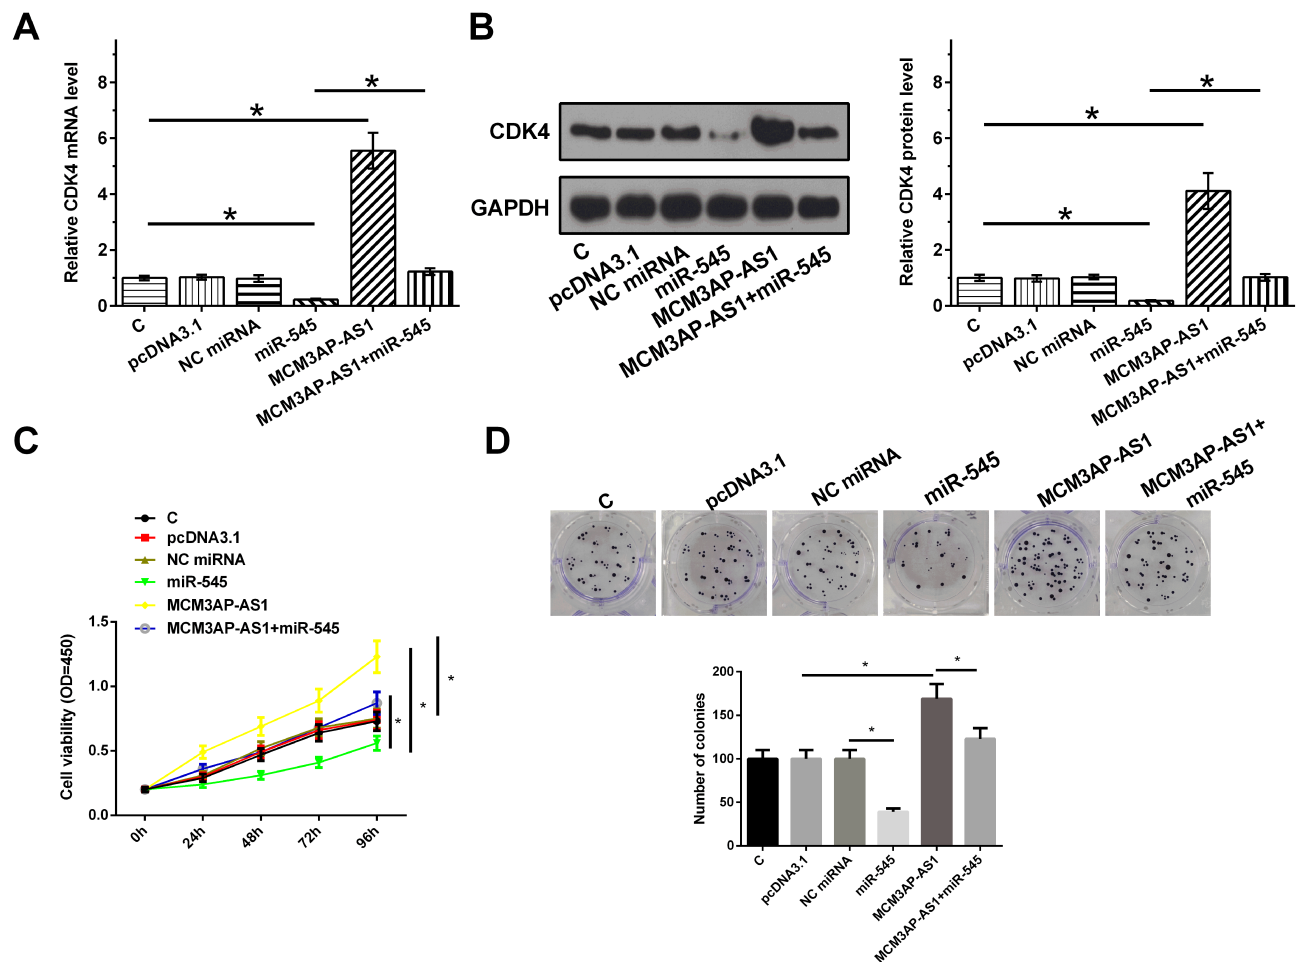 A
Relative CDK4 mRNA level
8
6
4
2
0
*
*
*
C
pcDNA3.1
NC miRNA
miR-545
MCM3AP-AS1
MCM3AP-AS1+miR-545
B
CDK4
GAPDH
C
pcDNA3.1
NC miRNA
miR-545
MCM3AP-AS1
MCM3AP-AS1+miR-545
Relative CDK4 protein level
8
6
4
2
0
*
*
*
C
pcDNA3.1
NC miRNA
miR-545
MCM3AP-AS1
MCM3AP-AS1+miR-545
C
C
pcDNA3.1
NC miRNA
miR-545
MCM3AP-AS1
MCM3AP-AS1+miR-545
Cell viability (OD=450)
1.5
1.0
0.5
0.0
0h
24h
48h
72h
96h
*
*
*
D
C
pcDNA3.1
NC miRNA
miR-545
MCM3AP-AS1
MCM3AP-AS1+
miR-545
Number of colonies
200
150
100
50
0
*
*
*
C
pcDNA3.1
NC miRNA
miR-545
MCM3AP-AS1
MCM3AP-AS1+miR-545